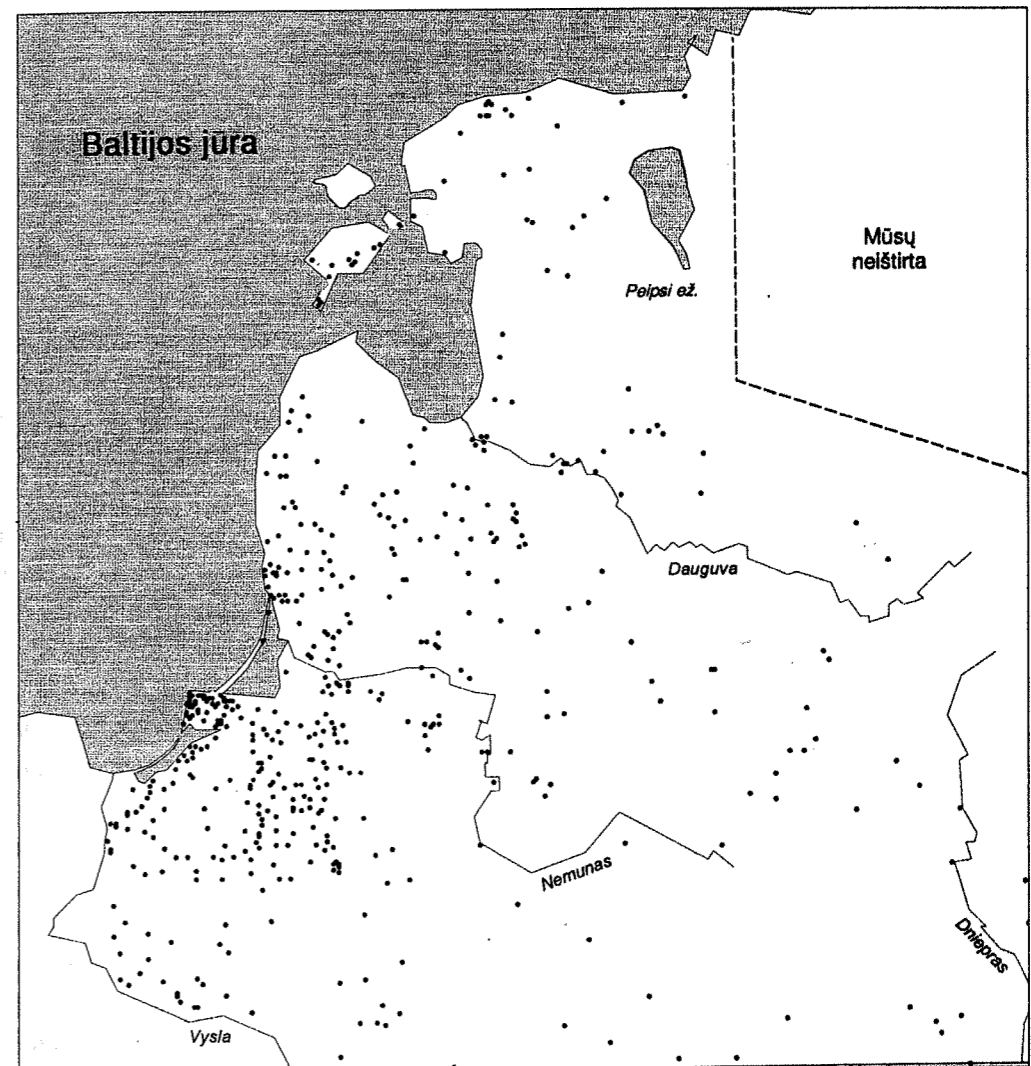 Baltijos jūra
Mūsų
neištirta
Peipsi ež.
Dauguva
Nemunas
Dniepras
Vysla